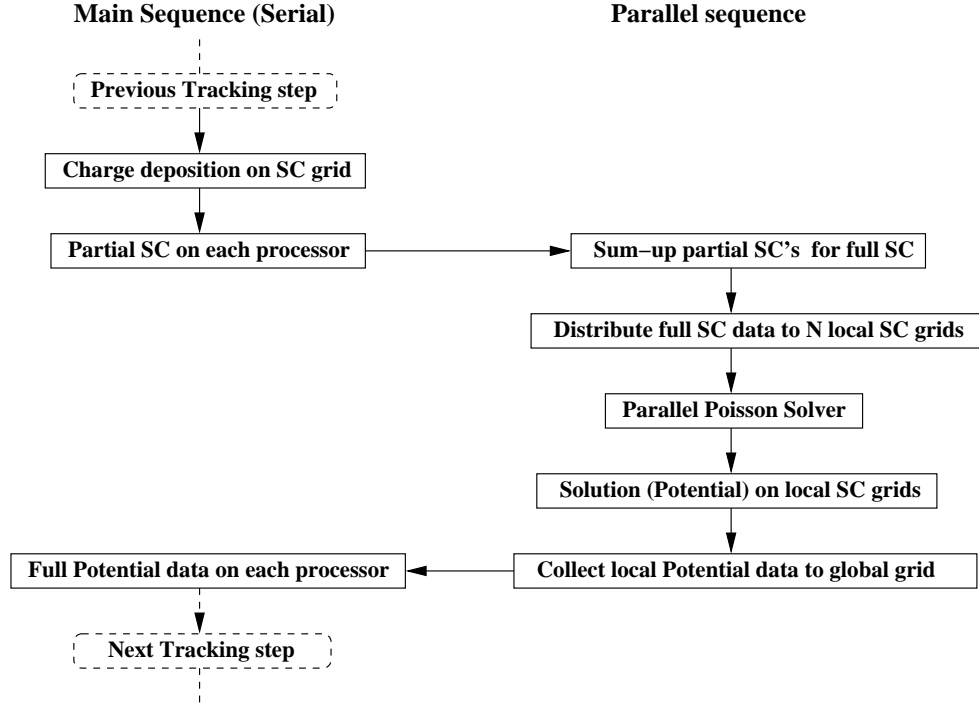 Main Sequence (Serial)
Parallel sequence
Previous Tracking step
Charge deposition on SC grid
Partial SC on each processor
Sum−up partial SC's for full SC
Distribute full SC data to N local SC grids
Parallel Poisson Solver
Solution (Potential) on local SC grids
Full Potential data on each processor
Collect local Potential data to global grid
Next Tracking step